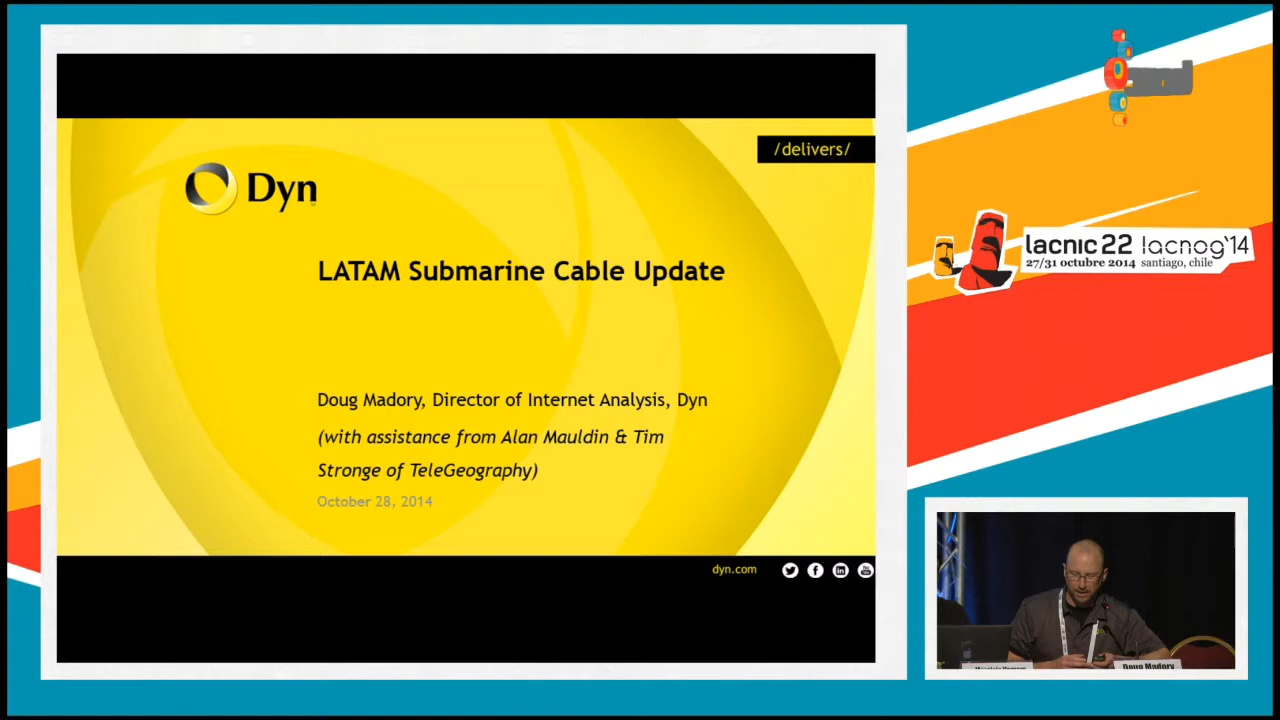 /delivers/
Dyn
LATAM Submarine Cable Update
Doug Madory, Director of Internet Analysis, Dyn
(with assistance from Alan Mauldin & Tim
Stronge of TeleGeography)
October 28, 2014
dyn.com
lacnic 22 lacnog'14
27/31 octubre 2014 santiago, chile
Doug Madory